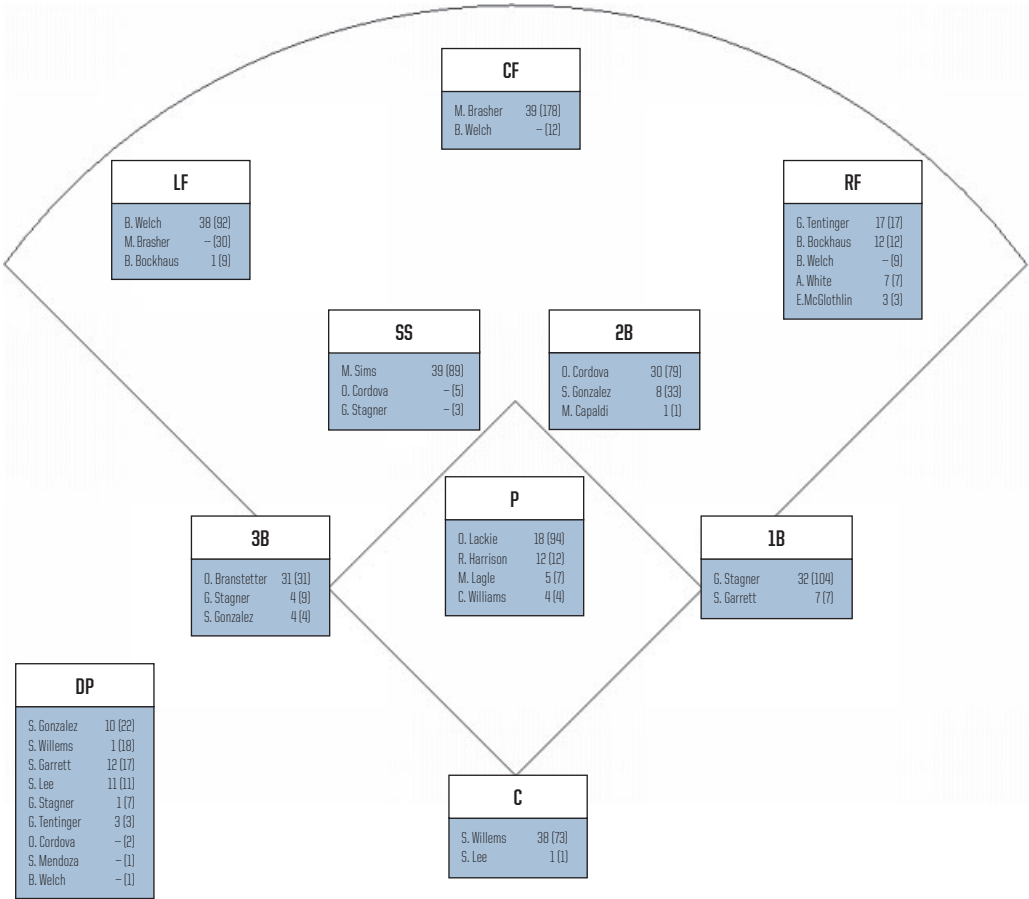 CF
M. Brasher 39 (178)
B. Welch – (12)
LF
B. Welch 38 (92)
M. Brasher – (30)
B. Bockhaus 1 (9)
RF
G. Tentinger 17 (17)
B. Bockhaus 12 (12)
B. Welch – (9)
A. White 7 (7)
E.McGlothlin 3 (3)
SS
M. Sims 39 (89)
O. Cordova – (5)
G. Stagner – (3)
2B
O. Cordova 30 (79)
S. Gonzalez 8 (33)
M. Capaldi 1 (1)
P
O. Lackie 18 (94)
R. Harrison 12 (12)
M. Lagle 5 (7)
C. Williams 4 (4)
3B
O. Branstetter 31 (31)
G. Stagner 4 (9)
S. Gonzalez 4 (4)
1B
G. Stagner 32 (104)
S. Garrett 7 (7)
DP
S. Gonzalez 10 (22)
S. Willems 1 (18)
S. Garrett 12 (17)
S. Lee 11 (11)
G. Stagner 1 (7)
G. Tentinger 3 (3)
O. Cordova – (2)
S. Mendoza – (1)
B. Welch – (1)
C
S. Willems 38 (73)
S. Lee 1 (1)